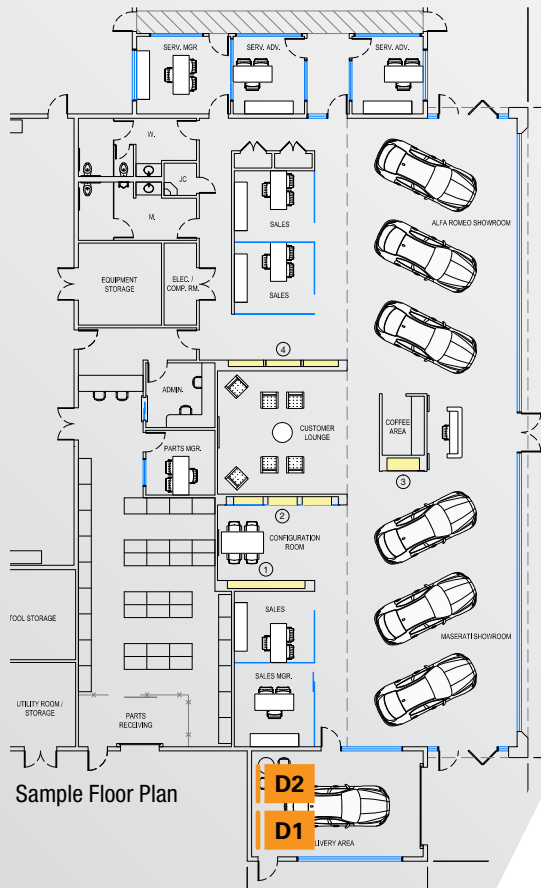 SERV. MGR
SERV. ADV.
SERV. ADV.
W.
JC
M.
SALES
ALFA ROMEO SHOWROOM
EQUIPMENT
STORAGE
ELEC. /
COMP. RM.
SALES
4
ADMIN.
CUSTOMER
LOUNGE
COFFEE
AREA
PARTS MGR.
3
2
CONFIGURATION
ROOM
1
SALES
TOOL STORAGE
MASERATI SHOWROOM
SALES MGR.
UTILITY ROOM /
STORAGE
PARTS
RECEIVING
Sample Floor Plan
D2
D1
LIVERY AREA